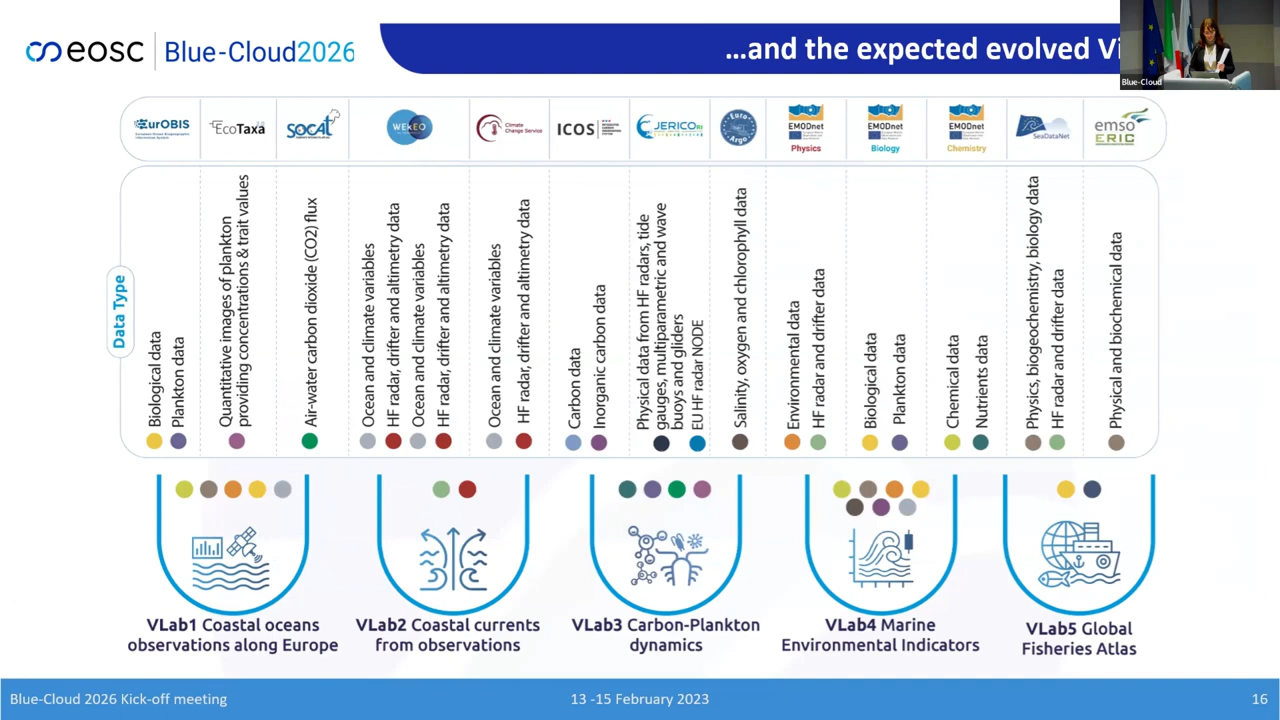 eosc
Blue-Cloud2026
...and the expected evolved Vi
Blue-Cloud
EurOBIS
EcoTaxa
SOCAT
WEKEO
Climate
Change Service
ICOS
JERICO RI
Euro
Argo
EMODnet
Physics
EMODnet
Biology
EMODnet
Chemistry
SeaDataNet
emso
ERIC
Data Type
Biological data
Plankton data
Quantitative images of plankton
providing concentrations & trait values
Air-water carbon dioxide (CO2) flux
Ocean and climate variables
HF radar, drifter and altimetry data
Ocean and climate variables
HF radar, drifter and altimetry data
Ocean and climate variables
HF radar, drifter and altimetry data
Carbon data
Inorganic carbon data
Physical data from HF radars, tide
gauges, multiparametric and wave
buoys and gliders
EU HF radar NODE
Salinity, oxygen and chlorophyll data
Environmental data
HF radar and drifter data
Biological data
Plankton data
Chemical data
Nutrients data
Physics, biogeochemistry, biology data
HF radar and drifter data
Physical and biochemical data
VLab1 Coastal oceans
observations along Europe
VLab2 Coastal currents
from observations
VLab3 Carbon-Plankton
dynamics
VLab4 Marine
Environmental Indicators
VLab5 Global
Fisheries Atlas
Blue-Cloud 2026 Kick-off meeting
13 -15 February 2023
16